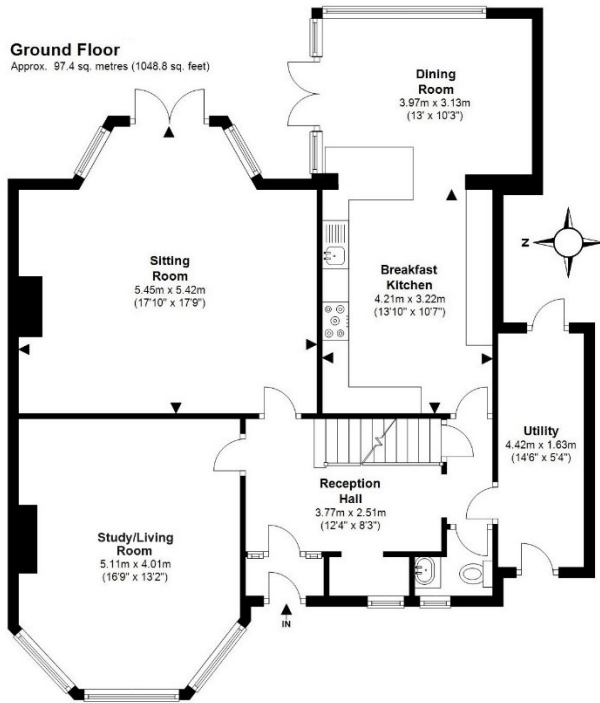 Ground Floor
Approx. 97.4 sq. metres (1048.8 sq. feet)
Dining
Room
3.97m x 3.13m
(13' x 10'3")
Sitting
Room
5.45m x 5.42m
(17'10" x 17'9")
Breakfast
Kitchen
4.21m x 3.22m
(13'10" x 10'7")
Z
Utility
4.42m x 1.63m
(14'6" x 5'4")
Reception
Hall
3.77m x 2.51m
(12'4" x 8'3")
Study/Living
Room
5.11m x 4.01m
(16'9" x 13'2")
IN